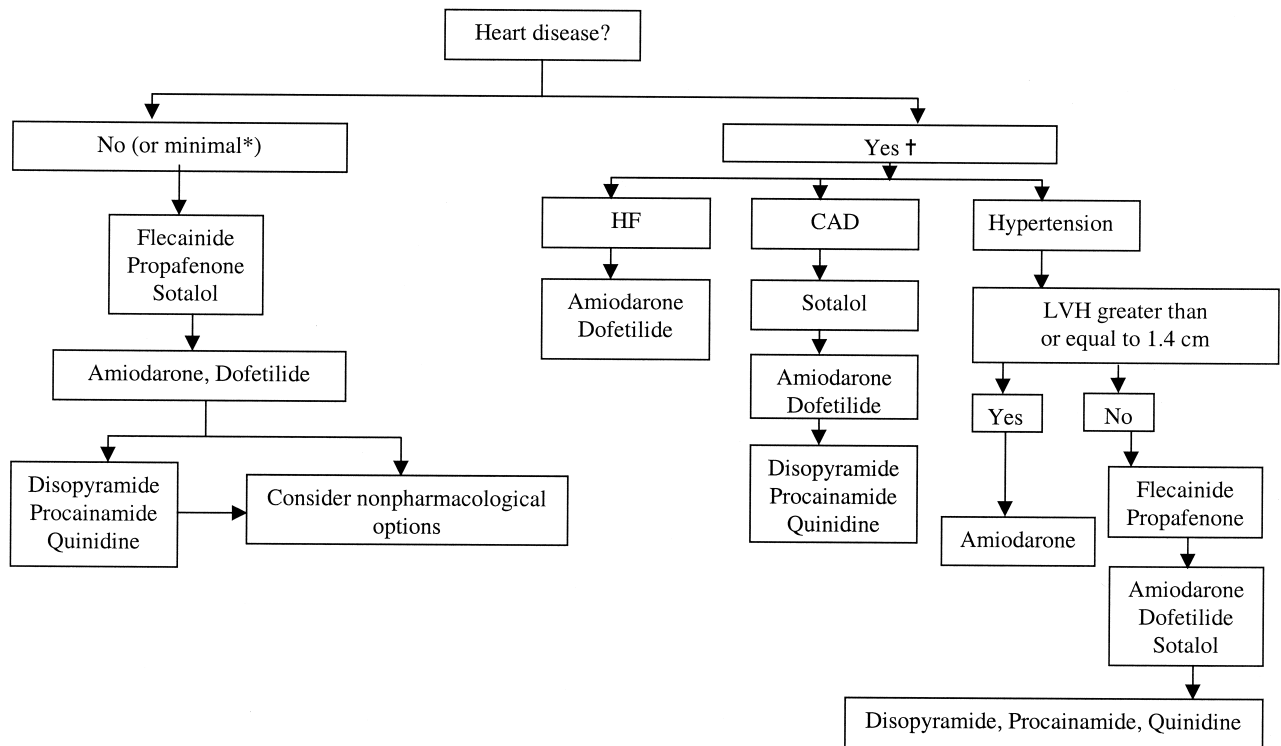 Heart disease?
No (or minimal*)
Yes †
Flecainide
Propafenone
Sotalol
Amiodarone, Dofetilide
Disopyramide
Procainamide
Quinidine
Consider nonpharmacological
options
HF
Amiodarone
Dofetilide
CAD
Sotalol
Amiodarone
Dofetilide
Disopyramide
Procainamide
Quinidine
Hypertension
LVH greater than
or equal to 1.4 cm
Yes
Amiodarone
No
Flecainide
Propafenone
Amiodarone
Dofetilide
Sotalol
Disopyramide, Procainamide, Quinidine